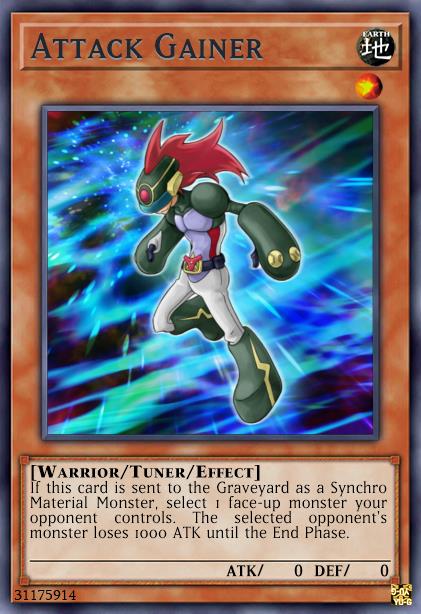 Attack Gainer
EARTH
地
[Warrior/Tuner/Effect]
If this card is sent to the Graveyard as a Synchro
Material Monster, select 1 face-up monster your
opponent controls. The selected opponent's
monster loses 1000 ATK until the End Phase.
ATK/ 0 DEF/ 0
31175914